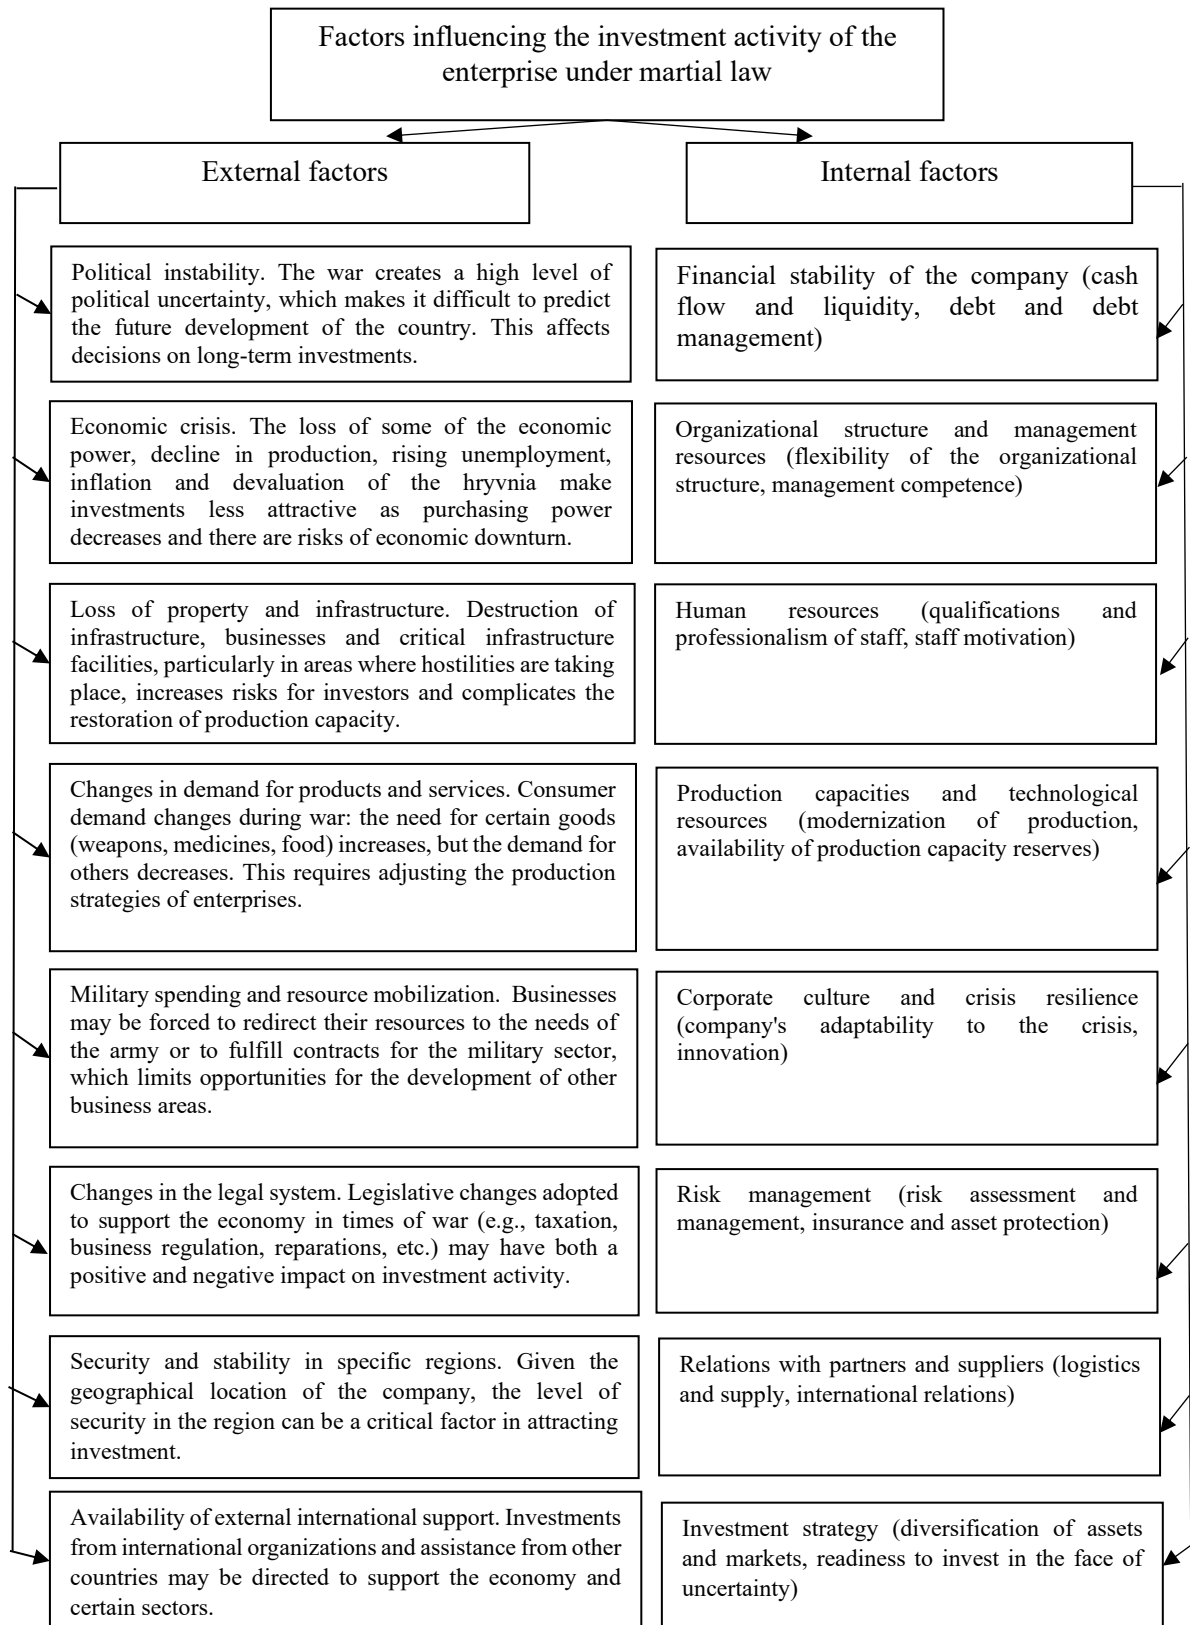 Factors influencing the investment activity of the
enterprise under martial law
External factors
Internal factors
Political instability. The war creates a high level of
political uncertainty, which makes it difficult to predict
the future development of the country. This affects
decisions on long-term investments.
Financial stability of the company (cash
flow and liquidity, debt and debt
management)
Economic crisis. The loss of some of the economic
power, decline in production, rising unemployment,
inflation and devaluation of the hryvnia make
investments less attractive as purchasing power
decreases and there are risks of economic downturn.
Organizational structure and management
resources (flexibility of the organizational
structure, management competence)
Loss of property and infrastructure. Destruction of
infrastructure, businesses and critical infrastructure
facilities, particularly in areas where hostilities are taking
place, increases risks for investors and complicates the
restoration of production capacity.
Human resources (qualifications and
professionalism of staff, staff motivation)
Changes in demand for products and services. Consumer
demand changes during war: the need for certain goods
(weapons, medicines, food) increases, but the demand for
others decreases. This requires adjusting the production
strategies of enterprises.
Production capacities and technological
resources (modernization of production,
availability of production capacity reserves)
Military spending and resource mobilization. Businesses
may be forced to redirect their resources to the needs of
the army or to fulfill contracts for the military sector,
which limits opportunities for the development of other
business areas.
Corporate culture and crisis resilience
(company's adaptability to the crisis,
innovation)
Changes in the legal system. Legislative changes adopted
to support the economy in times of war (e.g., taxation,
business regulation, reparations, etc.) may have both a
positive and negative impact on investment activity.
Risk management (risk assessment and
management, insurance and asset protection)
Security and stability in specific regions. Given the
geographical location of the company, the level of
security in the region can be a critical factor in attracting
investment.
Relations with partners and suppliers (logistics
and supply, international relations)
Availability of external international support. Investments
from international organizations and assistance from other
countries may be directed to support the economy and
certain sectors.
Investment strategy (diversification of assets
and markets, readiness to invest in the face of
uncertainty)